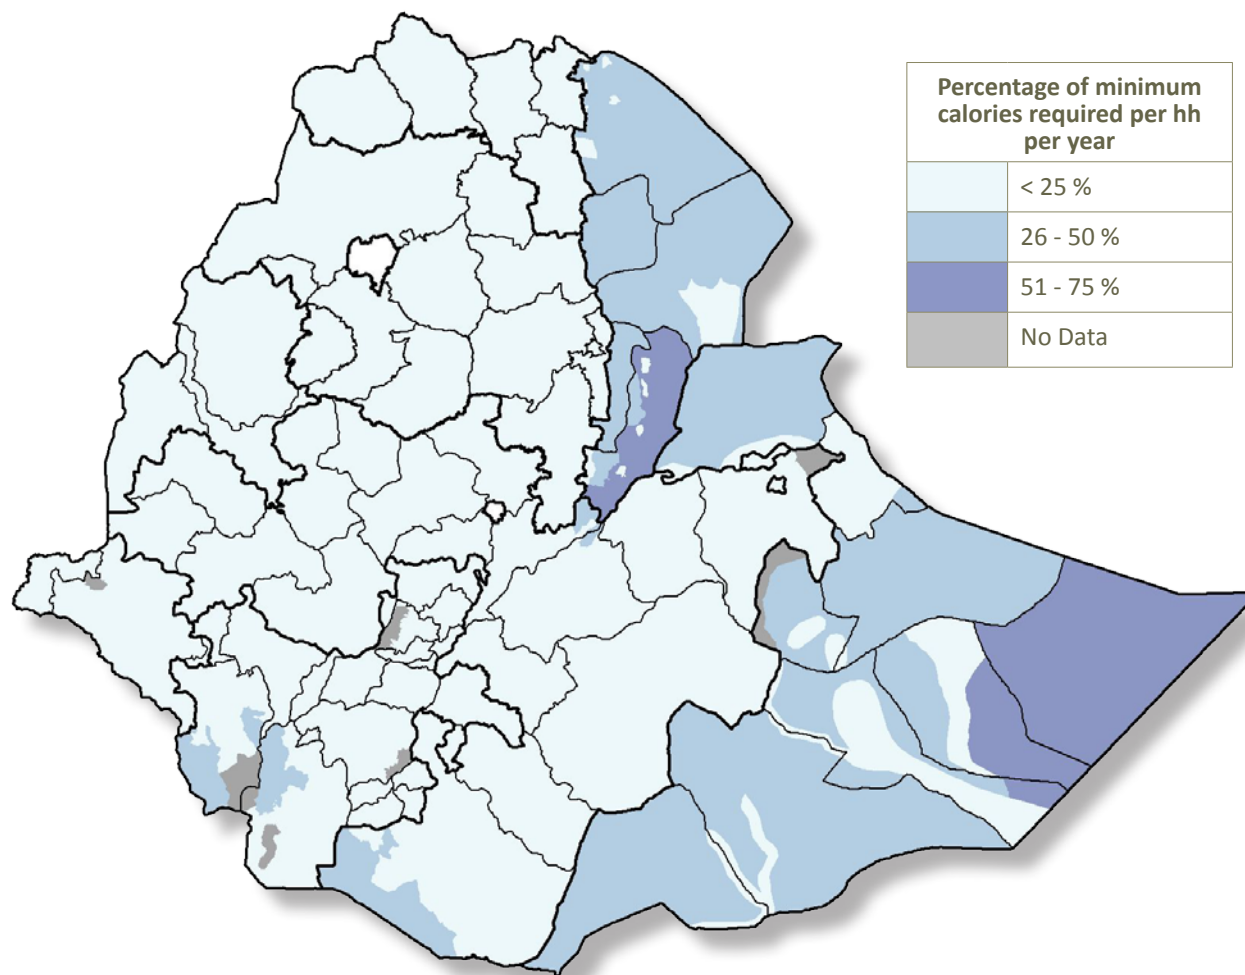 Percentage of minimum
calories required per hh
per year
< 25 %
26 - 50 %
51 - 75 %
No Data